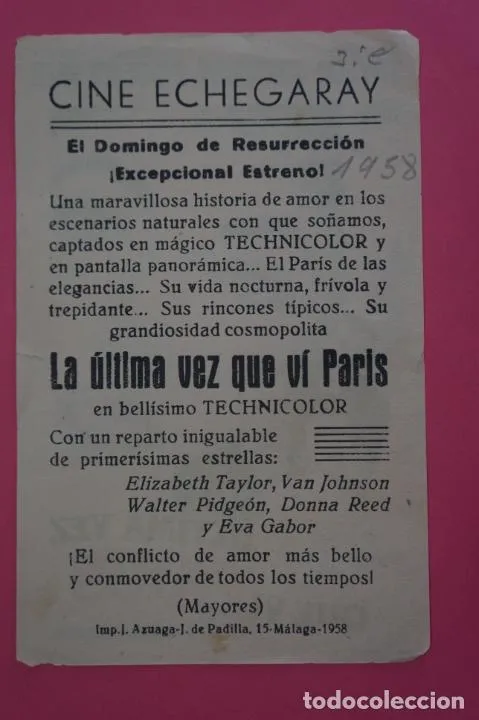 CINE ECHEGARAY
El Domingo de Resurrección
¡Excepcional Estreno! 1958
Una maravillosa historia de amor en los
escenarios naturales con que soñamos,
captados en mágico TECHNICOLOR y
en pantalla panorámica... El París de las
elegancias... Su vida nocturna, frívola y
trepidante... Sus rincones típicos... Su
grandiosidad cosmopolita
La última vez que ví Paris
en bellísimo TECHNICOLOR
Con un reparto inigualable
de primerísimas estrellas:
Elizabeth Taylor, Van Johnson
Walter Pidgeón, Donna Reed
y Eva Gabor
¡El conflicto de amor más bello
y conmovedor de todos los tiempos!
(Mayores)
Imp. J. Azuaga-J. de Padilla, 15-Málaga-1958
todocoleccion